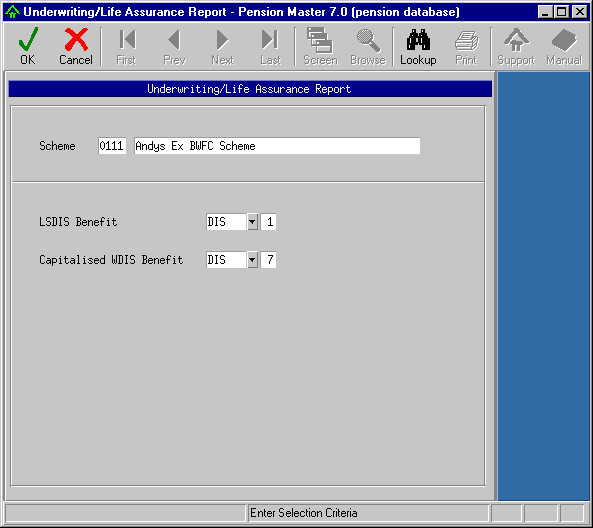 Underwriting/Life Assurance Report - Pension Master 7.0 (pension database)
OK Cancel First Prev Next Last Screen Browse Lookup Print Support Manual
Underwriting/Life Assurance Report
Scheme 0111 Andys Ex BWFC Scheme
LSDIS Benefit DIS 1
Capitalised WDIS Benefit DIS 7
Enter Selection Criteria